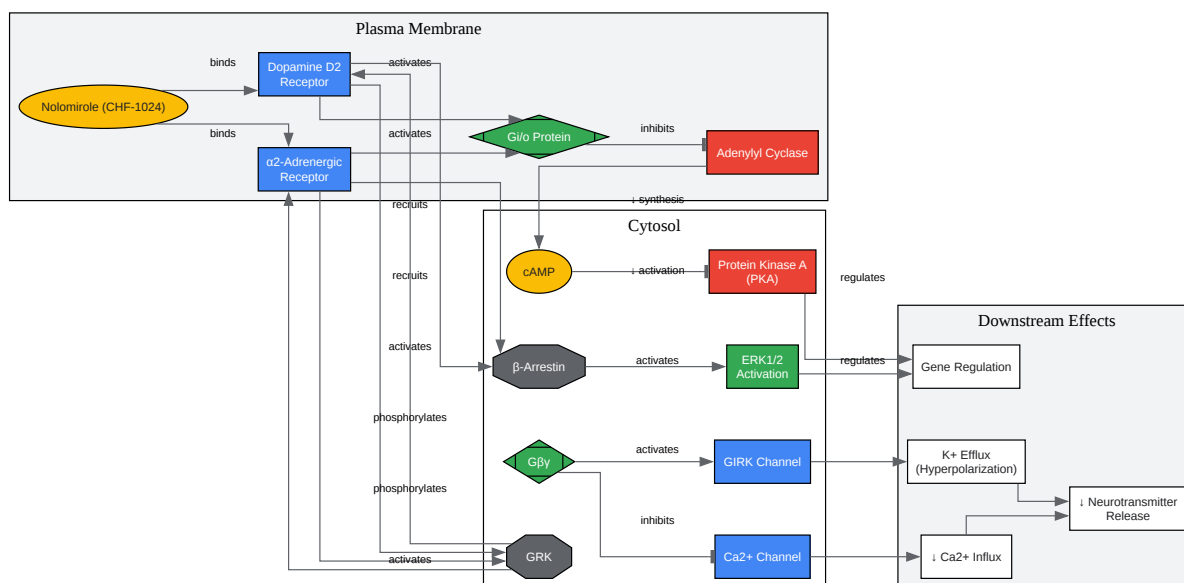 Plasma Membrane
binds
Dopamine D2
Receptor
activates
Nolomirole (CHF-1024)
binds
activates
Gi/o Protein
inhibits
Adenylyl Cyclase
α2-Adrenergic
Receptor
recruits
↓ synthesis
Cytosol
recruits
cAMP
↓ activation
Protein Kinase A
(PKA)
regulates
Downstream Effects
activates
β-Arrestin
activates
ERK1/2
Activation
regulates
Gene Regulation
phosphorylates
Gβγ
activates
GIRK Channel
K+ Efflux
(Hyperpolarization)
phosphorylates
inhibits
↓ Neurotransmitter
Release
activates
GRK
Ca2+ Channel
↓ Ca2+ Influx